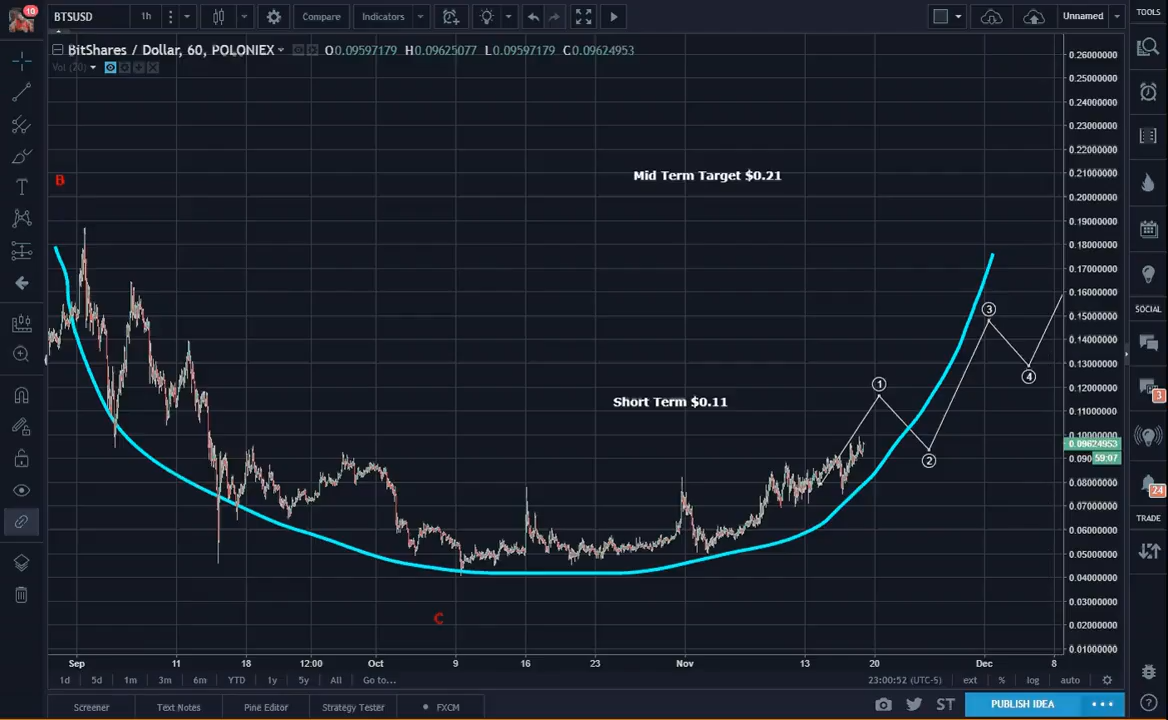 10
BTSUSD
1h
Compare
Indicators
Unnamed
TOOLS
BitShares / Dollar, 60, POLONIEX
O0.09597179 H0.09625077 L0.09597179 C0.09624953
Vol (20)
0.26000000
0.25000000
0.24000000
0.23000000
0.22000000
0.21000000
0.20000000
0.19000000
0.18000000
0.17000000
0.16000000
0.15000000
0.14000000
0.13000000
0.12000000
0.11000000
0.10000000
0.09624953
0.090
59:07
0.08000000
0.07000000
0.06000000
0.05000000
0.04000000
0.03000000
0.02000000
0.01000000
B
Mid Term Target $0.21
Short Term $0.11
1
2
3
4
C
SOCIAL
3
24
TRADE
Sep 11 18 12:00 Oct 9 16 23 Nov 13 20 Dec 8
1d 5d 1m 3m 6m YTD 1y 5y All Go to...
23:00:52 (UTC-5) ext % log auto
Screener Text Notes Pine Editor Strategy Tester FXCM
ST
PUBLISH IDEA